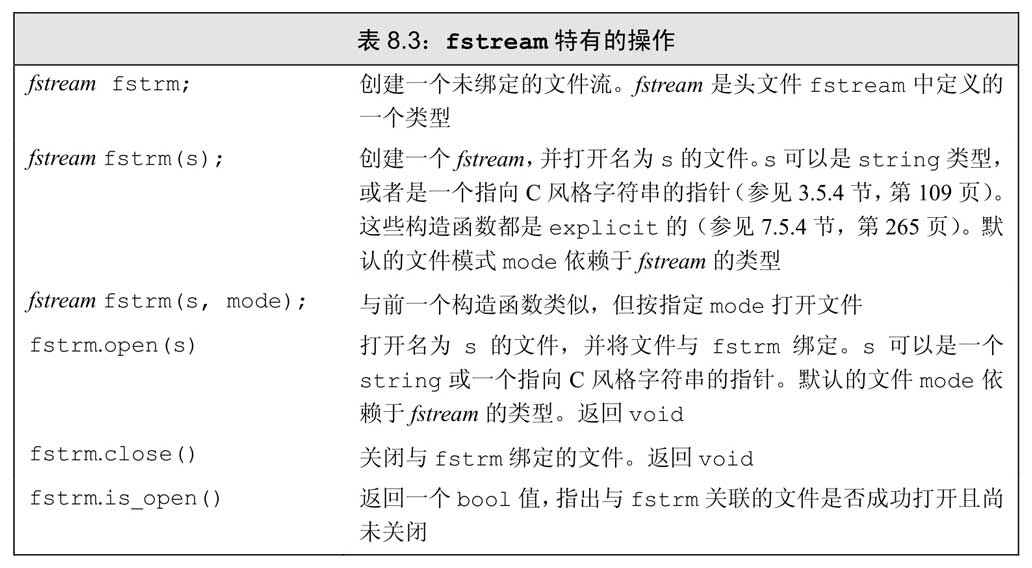 表 8.3：fstream 特有的操作
fstream fstrm; 创建一个未绑定的文件流。fstream 是头文件 fstream 中定义的
一个类型
fstream fstrm(s); 创建一个 fstream，并打开名为 s 的文件。s 可以是 string 类型，
或者是一个指向 C 风格字符串的指针（参见 3.5.4 节，第 109 页）。
这些构造函数都是 explicit 的（参见 7.5.4 节，第 265 页）。默
认的文件模式 mode 依赖于 fstream 的类型
fstream fstrm(s, mode); 与前一个构造函数类似，但按指定 mode 打开文件
fstrm.open(s) 打开名为 s 的文件，并将文件与 fstrm 绑定。s 可以是一个
string 或一个指向 C 风格字符串的指针。默认的文件 mode 依
赖于 fstream 的类型。返回 void
fstrm.close() 关闭与 fstrm 绑定的文件。返回 void
fstrm.is_open() 返回一个 bool 值，指出与 fstrm 关联的文件是否成功打开且尚
未关闭